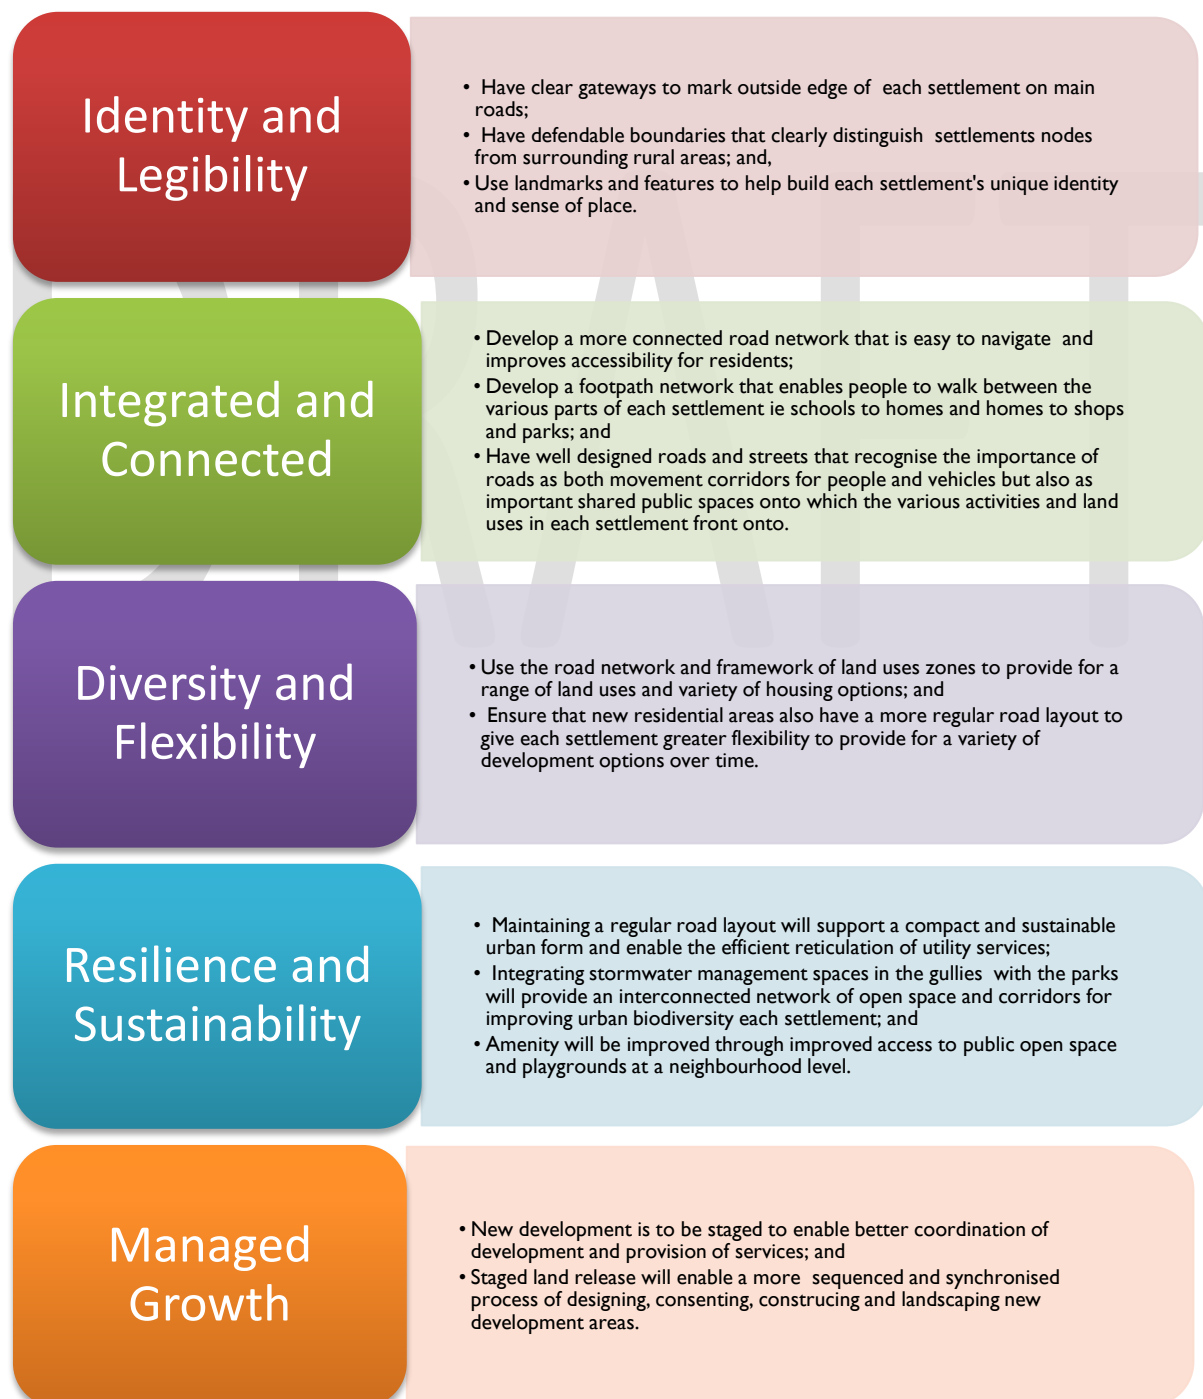 Identity and
Legibility
• Have clear gateways to mark outside edge of each settlement on main
roads;
• Have defendable boundaries that clearly distinguish settlements nodes
from surrounding rural areas; and,
• Use landmarks and features to help build each settlement's unique identity
and sense of place.
Integrated and
Connected
• Develop a more connected road network that is easy to navigate and
improves accessibility for residents;
• Develop a footpath network that enables people to walk between the
various parts of each settlement ie schools to homes and homes to shops
and parks; and
• Have well designed roads and streets that recognise the importance of
roads as both movement corridors for people and vehicles but also as
important shared public spaces onto which the various activities and land
uses in each settlement front onto.
Diversity and
Flexibility
• Use the road network and framework of land uses zones to provide for a
range of land uses and variety of housing options; and
• Ensure that new residential areas also have a more regular road layout to
give each settlement greater flexibility to provide for a variety of
development options over time.
Resilience and
Sustainability
• Maintaining a regular road layout will support a compact and sustainable
urban form and enable the efficient reticulation of utility services;
• Integrating stormwater management spaces in the gullies with the parks
will provide an interconnected network of open space and corridors for
improving urban biodiversity each settlement; and
• Amenity will be improved through improved access to public open space
and playgrounds at a neighbourhood level.
Managed
Growth
• New development is to be staged to enable better coordination of
development and provision of services; and
• Staged land release will enable a more sequenced and synchronised
process of designing, consenting, construcing and landscaping new
development areas.
DRAFT